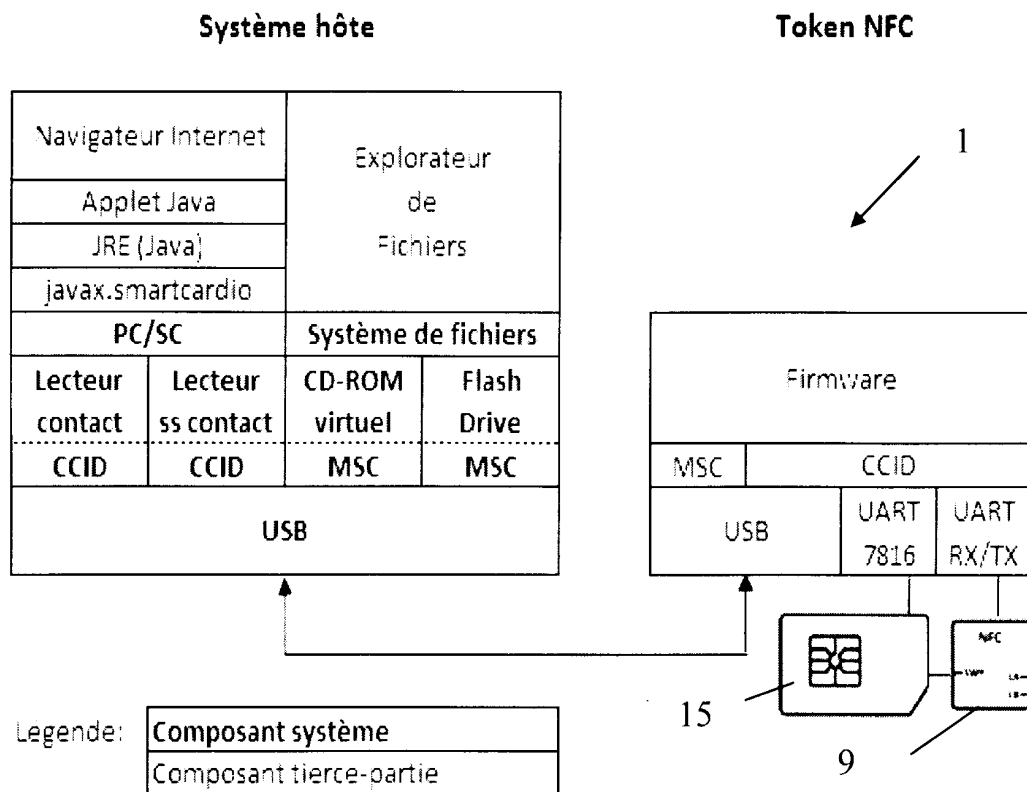 Système hôte
Token NFC
Navigateur Internet
Applet Java
JRE (Java)
javax.smartcardio
Explorateur
de
Fichiers
PC/SC
Système de fichiers
Lecteur
contact
Lecteur
ss contact
CD-ROM
virtuel
Flash
Drive
CCID
CCID
MSC
MSC
USB
1
Firmware
MSC
CCID
USB
UART
7816
UART
RX/TX
NFC
15
9
Legende:
Composant système
Composant tierce-partie